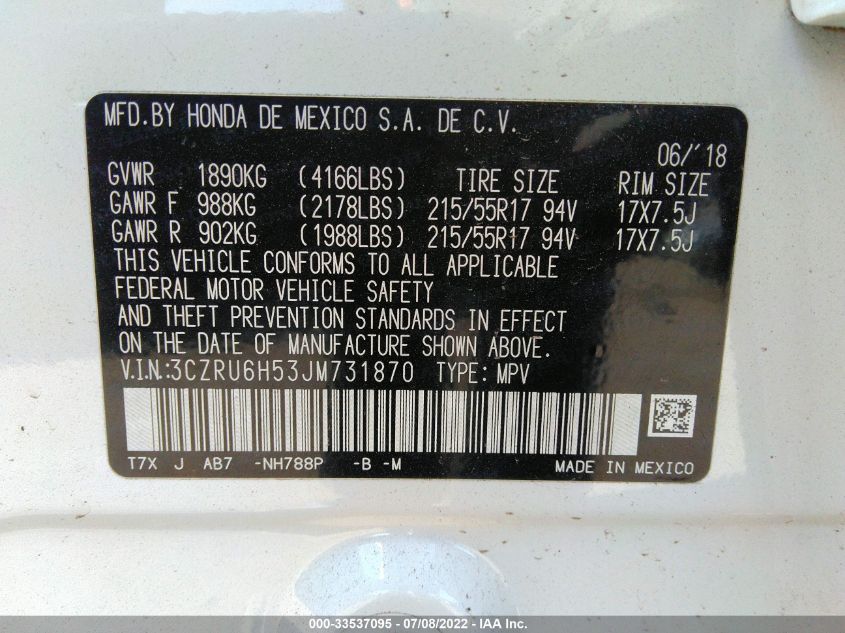 MFD.BY HONDA DE MEXICO S.A. DE C.V.
06/'18
GVWR 1890KG (4166LBS) TIRE SIZE RIM SIZE
GAWR F 988KG (2178LBS) 215/55R17 94V 17X7.5J
GAWR R 902KG (1988LBS) 215/55R17 94V 17X7.5J
THIS VEHICLE CONFORMS TO ALL APPLICABLE
FEDERAL MOTOR VEHICLE SAFETY
AND THEFT PREVENTION STANDARDS IN EFFECT
ON THE DATE OF MANUFACTURE SHOWN ABOVE.
V.I.N.:3CZRU6H53JM731870 TYPE: MPV
T7X J AB7 -NH788P -B -M MADE IN MEXICO
000-33537095 - 07/08/2022 - IAA Inc.